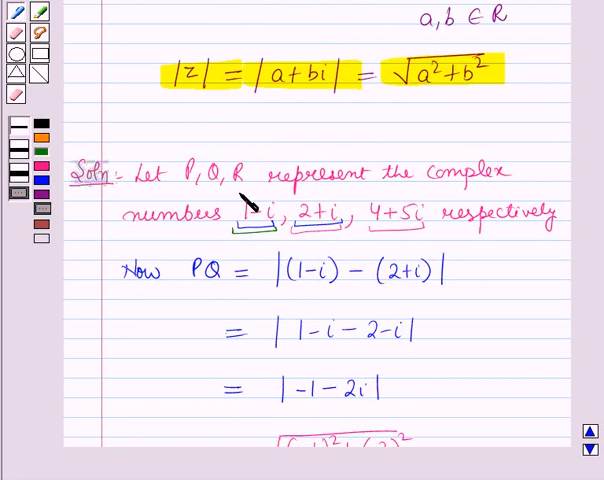 a, b ∈ R
|z| = |a+bi| = √a²+b²
Soln:- Let P, Q, R represent the complex
numbers 1-i, 2+i, 4+5i respectively
Now PQ = |(1-i) - (2+i)|
= |1-i-2-i|
= |-1-2i|